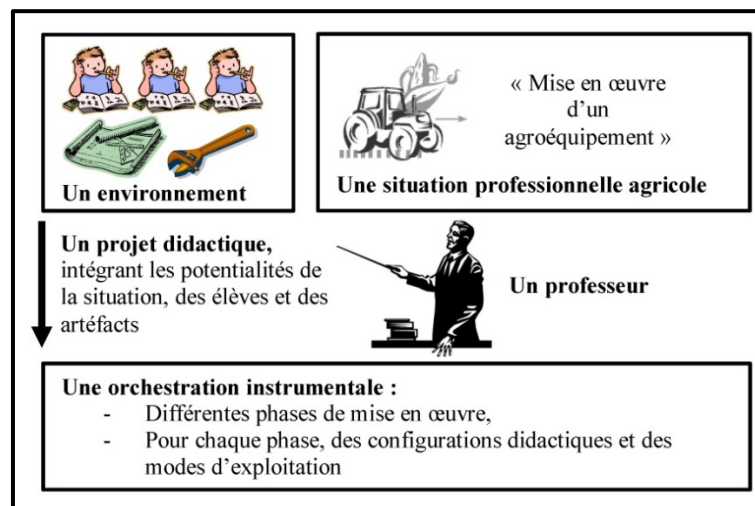 Un environnement
« Mise en œuvre
d’un
agroéquipement »
Une situation professionnelle agricole
Un projet didactique,
intégrant les potentialités de
la situation, des élèves et des
artéfacts
Un professeur
Une orchestration instrumentale :
- Différentes phases de mise en œuvre,
- Pour chaque phase, des configurations didactiques et des
modes d’exploitation